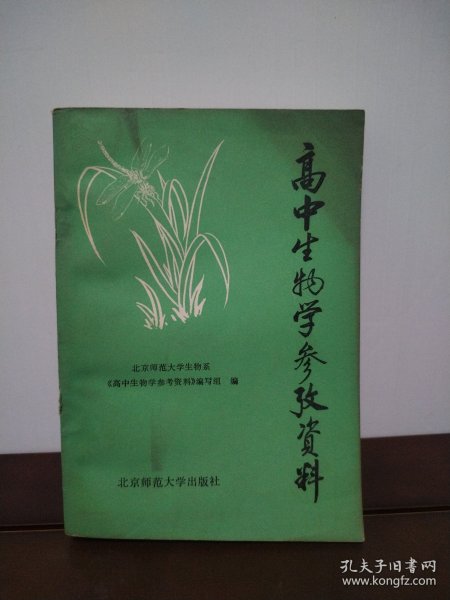 高中生物学参攷资料
北京师范大学生物系
《高中生物学参考资料》编写组 编
北京师范大学出版社
孔夫子旧书网
www.kongfz.com